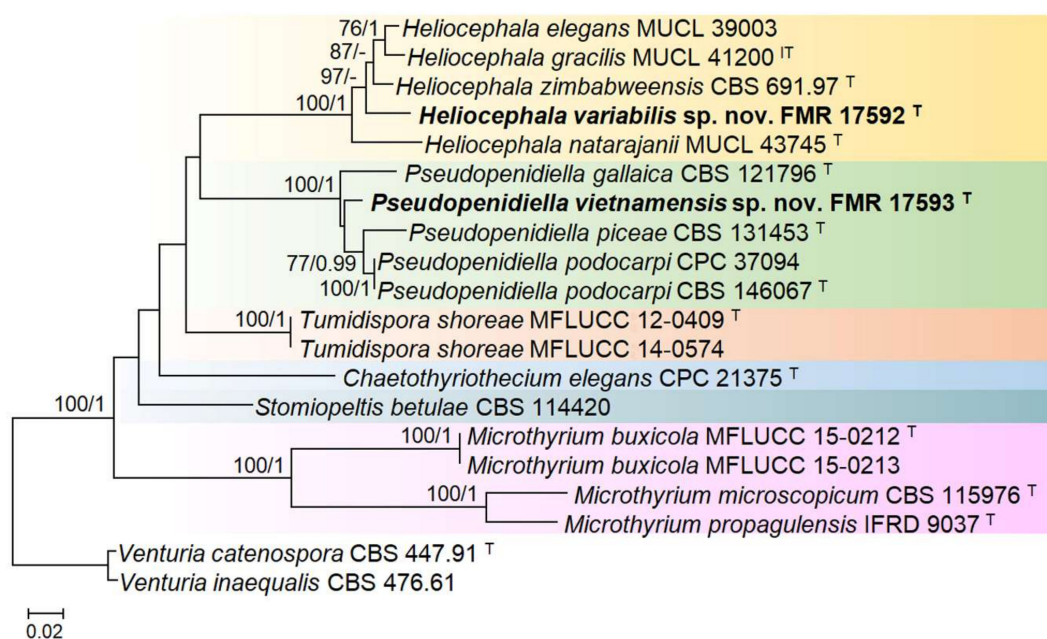 76/1
Heliocephala elegans MUCL 39003
87/-
Heliocephala gracilis MUCL 41200 IT
97/-
Heliocephala zimbabweensis CBS 691.97 T
100/1
Heliocephala variabilis sp. nov. FMR 17592 T
Heliocephala natarajanii MUCL 43745 T
Pseudopenidiella gallaica CBS 121796 T
100/1
Pseudopenidiella vietnamensis sp. nov. FMR 17593 T
Pseudopenidiella piceae CBS 131453 T
77/0.99
Pseudopenidiella podocarpi CPC 37094
100/1
Pseudopenidiella podocarpi CBS 146067 T
100/1
Tumidispora shoreae MFLUCC 12-0409 T
Tumidispora shoreae MFLUCC 14-0574
Chaetothyriothecium elegans CPC 21375 T
100/1
Stomiopeltis betulae CBS 114420
100/1
Microthyrium buxicola MFLUCC 15-0212 T
100/1
Microthyrium buxicola MFLUCC 15-0213
100/1
Microthyrium microscopicum CBS 115976 T
Microthyrium propagulensis IFRD 9037 T
Venturia catenospora CBS 447.91 T
Venturia inaequalis CBS 476.61
0.02